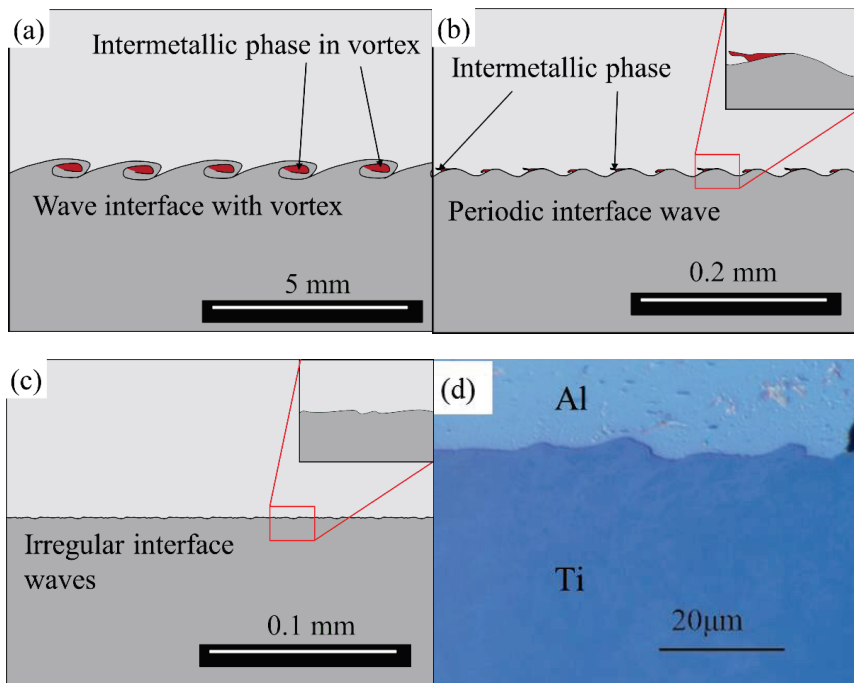 (a)
Intermetallic phase in vortex
Wave interface with vortex
5 mm
(b)
Intermetallic phase
Periodic interface wave
0.2 mm
(c)
Irregular interface
waves
0.1 mm
(d)
Al
Ti
20μm